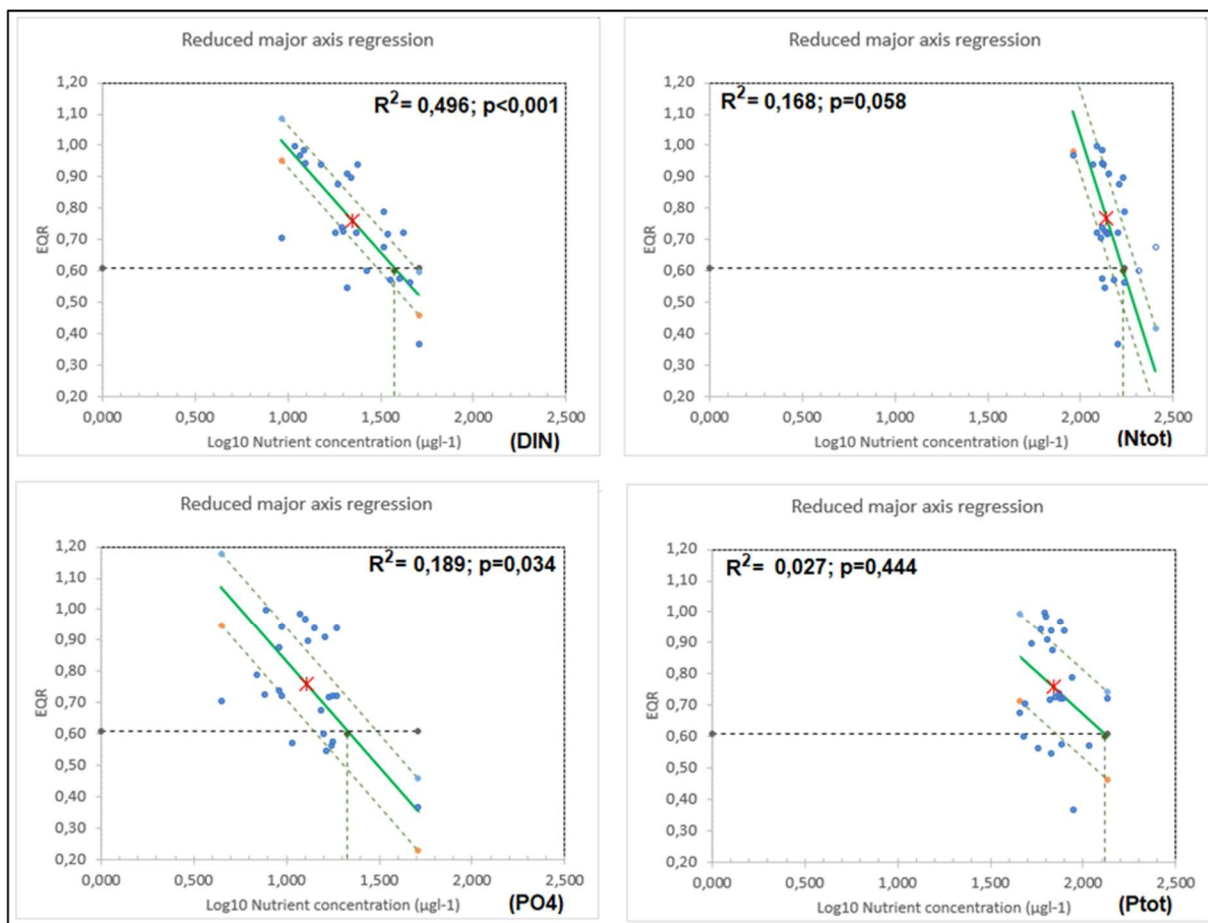 Reduced major axis regression
R2= 0,496; p<0,001
1,20
1,10
1,00
0,90
0,80
0,70
0,60
0,50
0,40
0,30
0,20
EQR
0,000 0,500 1,000 1,500 2,000 2,500
Log10 Nutrient concentration (µgl-1)
(DIN)
Reduced major axis regression
R2= 0,168; p=0,058
1,20
1,10
1,00
0,90
0,80
0,70
0,60
0,50
0,40
0,30
0,20
EQR
0,000 0,500 1,000 1,500 2,000 2,500
Log10 Nutrient concentration (µgl-1)
(Ntot)
Reduced major axis regression
R2= 0,189; p=0,034
1,20
1,10
1,00
0,90
0,80
0,70
0,60
0,50
0,40
0,30
0,20
EQR
0,000 0,500 1,000 1,500 2,000 2,500
Log10 Nutrient concentration (µgl-1)
(PO4)
Reduced major axis regression
R2= 0,027; p=0,444
1,20
1,10
1,00
0,90
0,80
0,70
0,60
0,50
0,40
0,30
0,20
EQR
0,000 0,500 1,000 1,500 2,000 2,500
Log10 Nutrient concentration (µgl-1)
(Ptot)